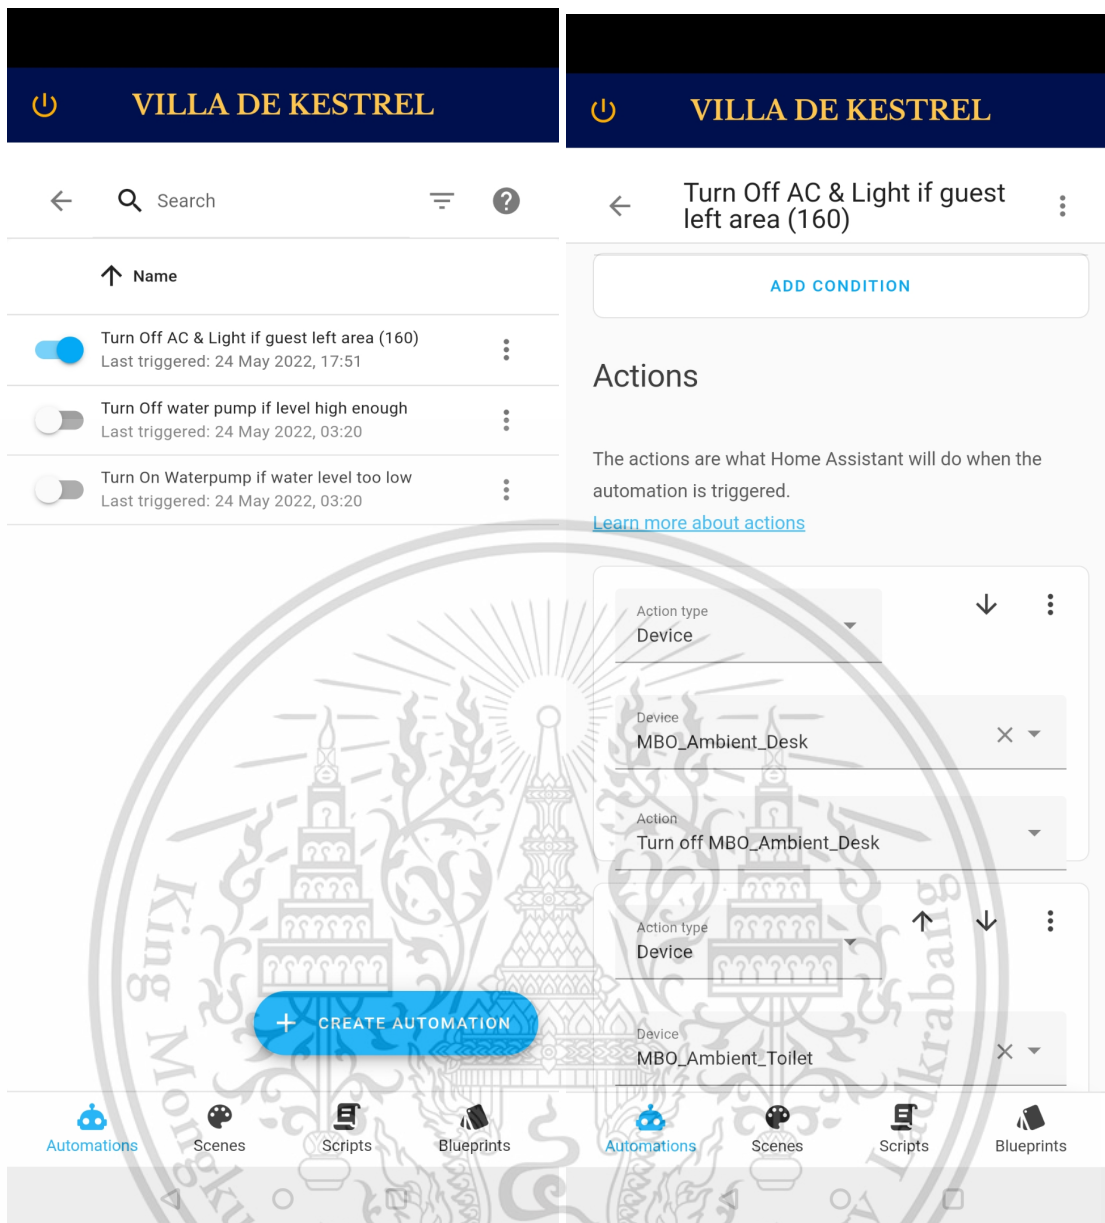 VILLA DE KESTREL
Search
Name
Turn Off AC & Light if guest left area (160)
Last triggered: 24 May 2022, 17:51
Turn Off water pump if level high enough
Last triggered: 24 May 2022, 03:20
Turn On Waterpump if water level too low
Last triggered: 24 May 2022, 03:20
CREATE AUTOMATION
Automations
Scenes
Scripts
Blueprints
VILLA DE KESTREL
Turn Off AC & Light if guest
left area (160)
ADD CONDITION
Actions
The actions are what Home Assistant will do when the
automation is triggered.
Learn more about actions
Action type
Device
Device
MBO_Ambient_Desk
Action
Turn off MBO_Ambient_Desk
Action type
Device
Device
MBO_Ambient_Toilet
Automations
Scenes
Scripts
Blueprints